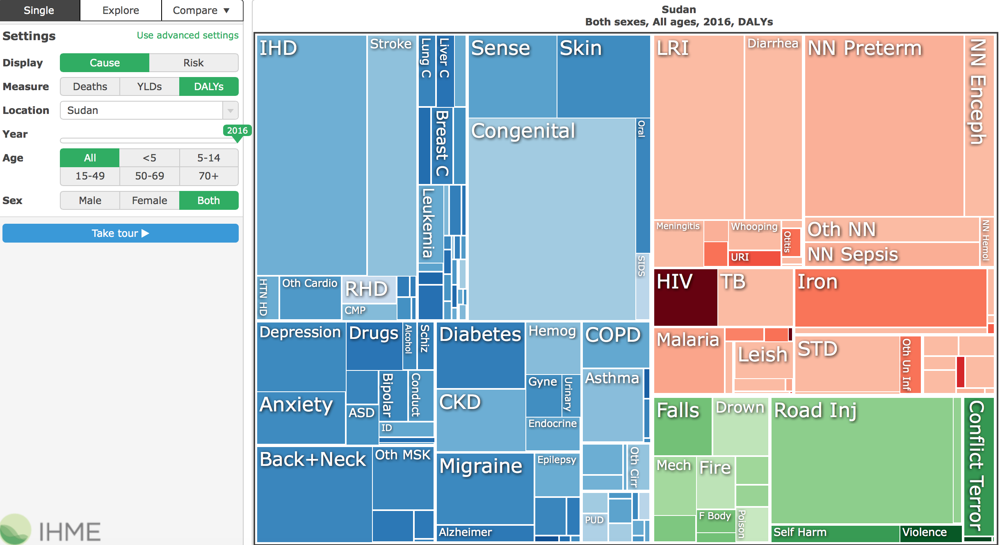 Single
Explore
Compare ▼
Settings
Use advanced settings
Display
Cause
Risk
Measure
Deaths
YLDs
DALYs
Location
Sudan
Year
2016
Age
All
<5
5-14
15-49
50-69
70+
Sex
Male
Female
Both
Take tour ▶
IHME
Sudan
Both sexes, All ages, 2016, DALYs
IHD
Stroke
Lung C
Liver C
Breast C
Leukemia
HTN HD
Oth Cardio
RHD
CMP
Sense
Skin
Congenital
Oral
SIDS
LRI
Diarrhea
NN Preterm
NN Enceph
Meningitis
Whooping
URI
Otitis
Oth NN
NN Sepsis
NN Hemol
HIV
TB
Iron
Malaria
Leish
STD
Oth Un Inf
Depression
Drugs
Alcohol
Schiz
Anxiety
ASD
Bipolar
Conduct
ID
Diabetes
Hemog
CKD
Gyne
Urinary
Endocrine
COPD
Asthma
Back+Neck
Oth MSK
Migraine
Epilepsy
Alzheimer
Oth Cirr
PUD
Falls
Drown
Road Inj
Conflict Terror
Mech
Fire
F Body
Poison
Self Harm
Violence